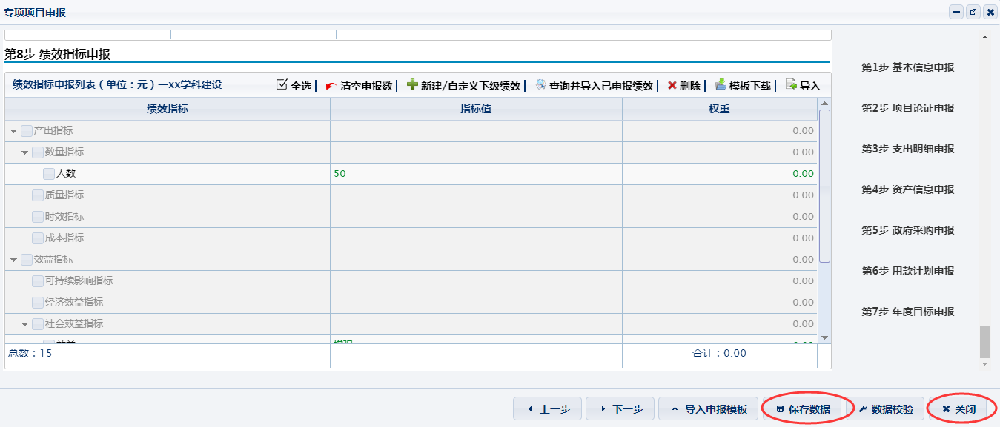 专项项目申报
第8步 绩效指标申报
绩效指标申报列表（单位：元）—xx学科建设 全选 清空申报数 新建/自定义下级绩效 查询并导入已申报绩效 删除 模板下载 导入
绩效指标 指标值 权重
产出指标 0.00
数量指标 0.00
人数 50 0.00
质量指标 0.00
时效指标 0.00
成本指标 0.00
效益指标 0.00
可持续影响指标 0.00
经济效益指标 0.00
社会效益指标 0.00
效益 增强 0.00
总数：15 合计：0.00
第1步 基本信息申报
第2步 项目论证申报
第3步 支出明细申报
第4步 资产信息申报
第5步 政府采购申报
第6步 用款计划申报
第7步 年度目标申报
上一步 下一步 导入申报模板 保存数据 数据校验 关闭